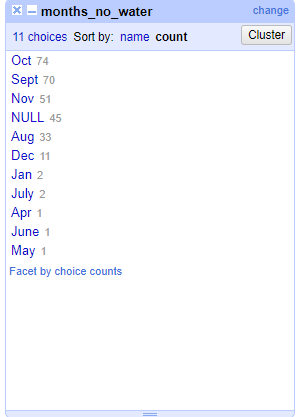 months_no_water change
11 choices Sort by: name count Cluster
Oct 74
Sept 70
Nov 51
NULL 45
Aug 33
Dec 11
Jan 2
July 2
Apr 1
June 1
May 1
Facet by choice counts